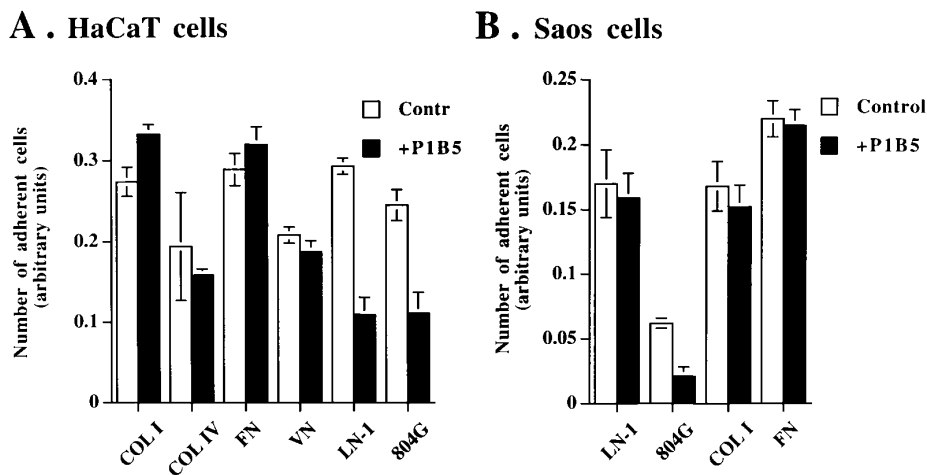 A . HaCaT cells
Number of adherent cells
(arbitrary units)
0.4
0.3
0.2
0.1
0
Contr
+P1B5
COL I
COL IV
FN
VN
LN-1
804G
B . Saos cells
Number of adherent cells
(arbitrary units)
0.25
0.2
0.15
0.1
0.05
0
Control
+P1B5
LN-1
804G
COL I
FN